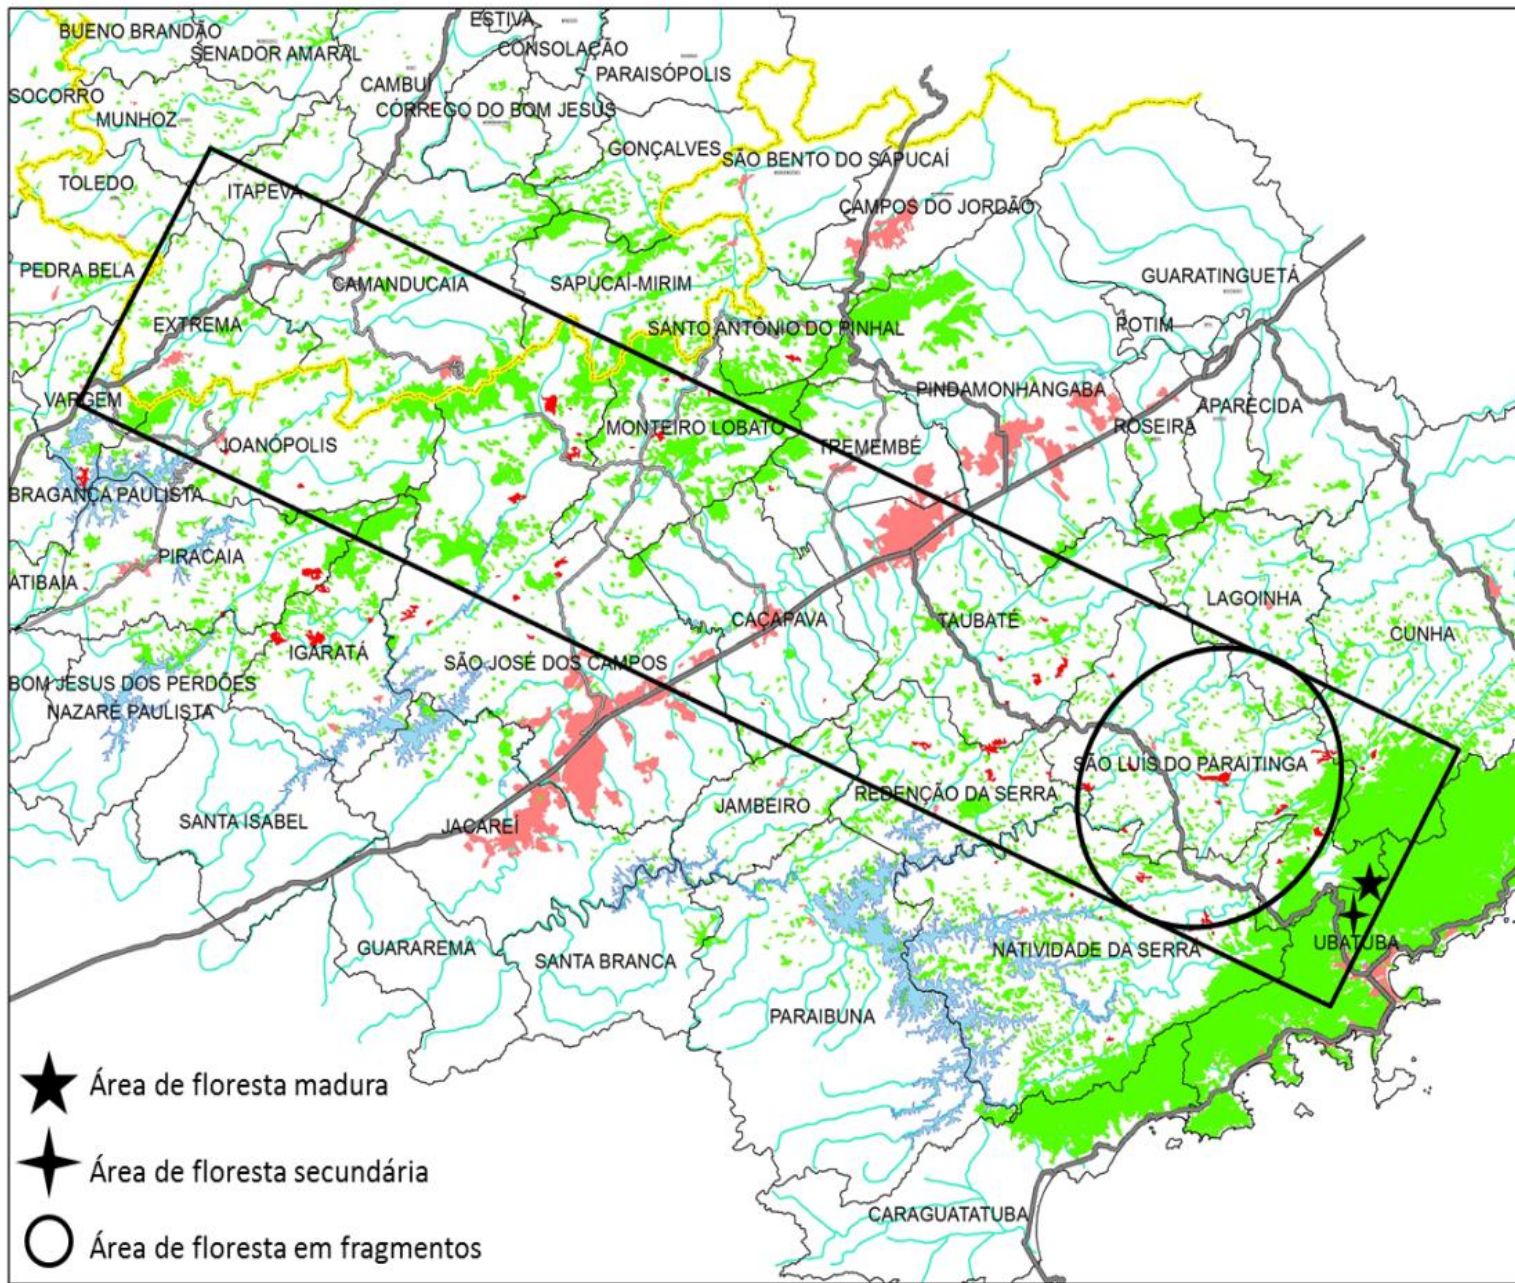 ESTIVA
BUENO BRANDÃO
SENADOR AMARAL
CONSOLAÇÃO
PARAISÓPOLIS
CAMBUÍ
SOCORRO
MUNHOZ
CÓRREGO DO BOM JESUS
GONÇALVES
SÃO BENTO DO SAPUCAÍ
TOLEDO
ITAPEVA
CAMPOS DO JORDÃO
PEDRA BELA
CAMANDUCAIA
SAPUCAÍ-MIRIM
GUARATINGUETÁ
EXTREMA
SANTO ANTÔNIO DO PINHAL
POTIM
VARGEM
PINDAMONHANGABA
APARECIDA
JOANÓPOLIS
MONTEIRO LOBATO
TREMEMBÉ
ROSEIRA
BRAGANÇA PAULISTA
PIRACAIA
ATIBAIA
LAGOINHA
CAÇAPAVA
TAUBATÉ
CUNHA
IGARATÁ
SÃO JOSÉ DOS CAMPOS
BOM JESUS DOS PERDÕES
NAZARÉ PAULISTA
SÃO LUÍS DO PARAITINGA
REDENÇÃO DA SERRA
JAMBEIRO
SANTA ISABEL
JACAREÍ
UBATUBA
GUARAREMA
SANTA BRANCA
NATIVIDADE DA SERRA
PARAIBUNA
CARAGUATATUBA
Área de floresta madura
Área de floresta secundária
Área de floresta em fragmentos